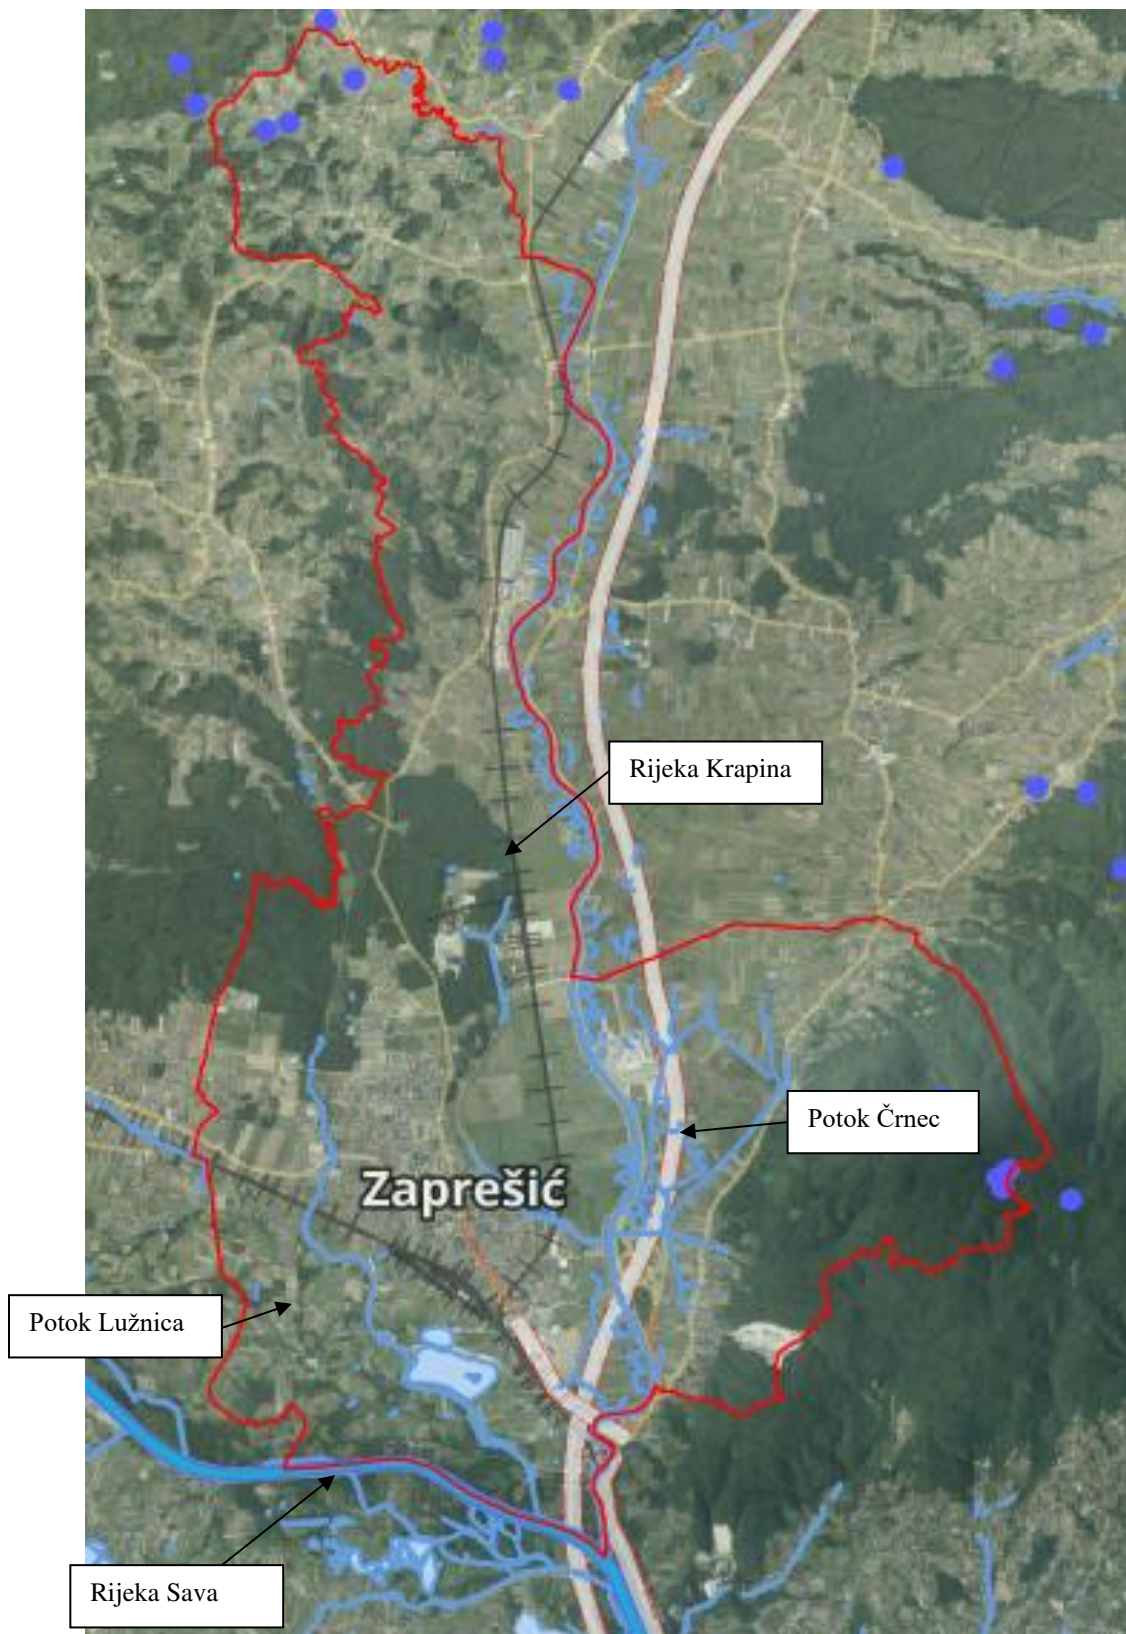 Rijeka Krapina
Potok Črnec
Zaprešić
Potok Lužnica
Rijeka Sava